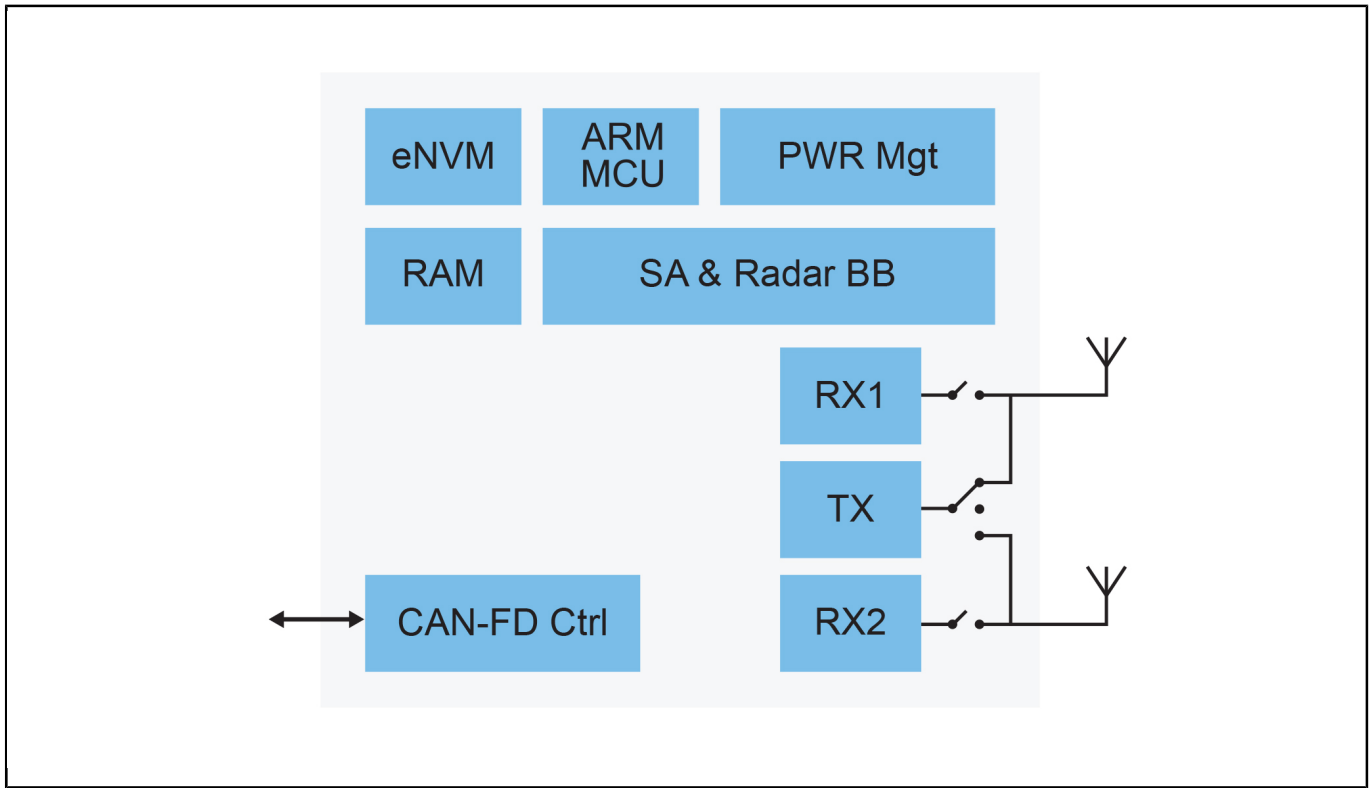 eNVM
ARM
MCU
PWR Mgt
RAM
SA & Radar BB
RX1
TX
CAN-FD Ctrl
RX2